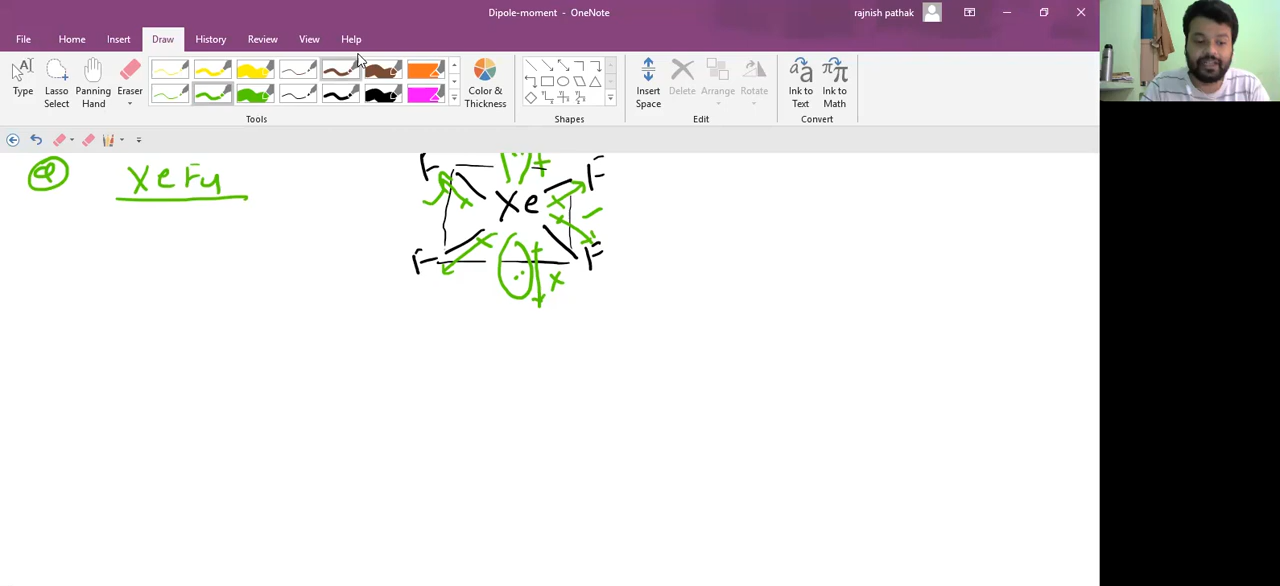 Dipole-moment - OneNote
rajnish pathak
File Home Insert Draw History Review View Help
Type Lasso Select Panning Hand Eraser Color & Thickness Insert Space Delete Arrange Rotate Ink to Text Ink to Math
Tools Shapes Edit Convert
XeF4
F F
Xe
F F